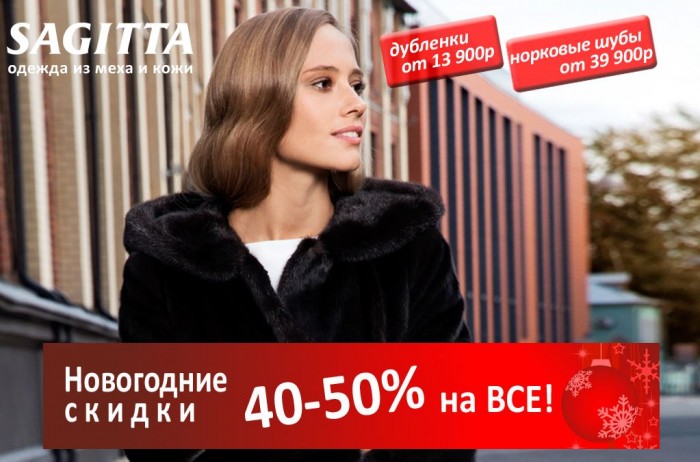 SAGITTA
одежда из меха и кожи
дубленки
от 13 900р
норковые шубы
от 39 900р
Новогодние
скидки
40-50% на ВСЕ!